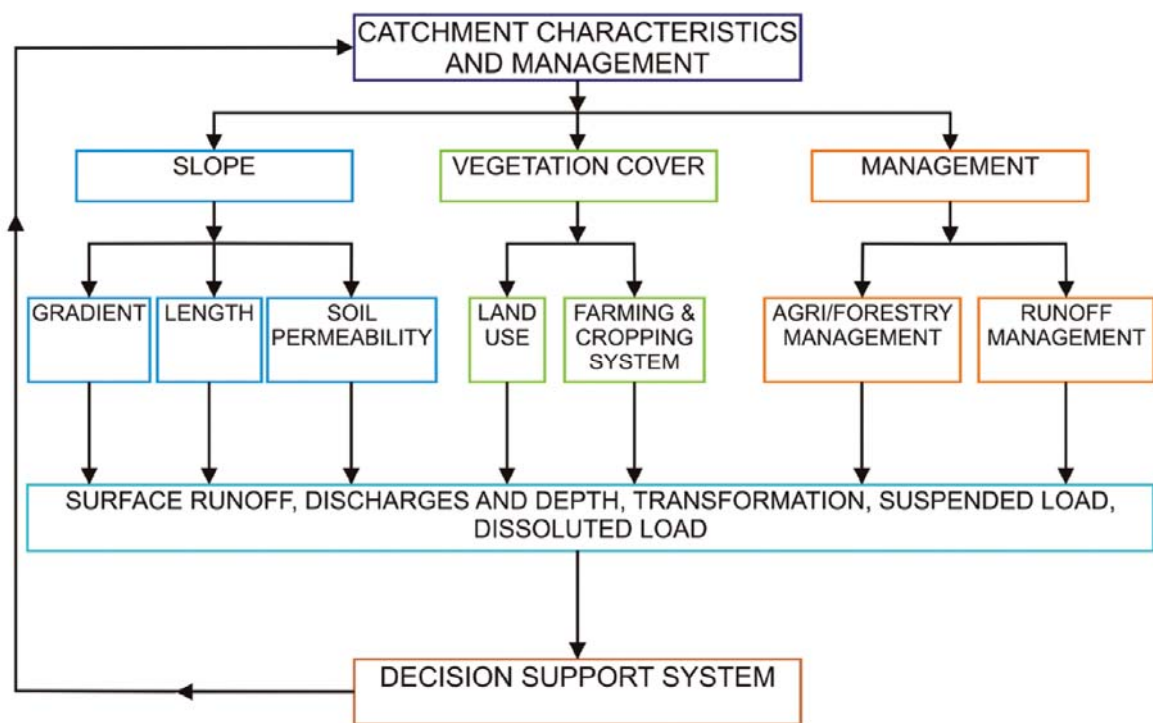 CATCHMENT CHARACTERISTICS
AND MANAGEMENT
SLOPE
VEGETATION COVER
MANAGEMENT
GRADIENT
LENGTH
SOIL
PERMEABILITY
LAND
USE
FARMING &
CROPPING
SYSTEM
AGRI/FORESTRY
MANAGEMENT
RUNOFF
MANAGEMENT
SURFACE RUNOFF, DISCHARGES AND DEPTH, TRANSFORMATION, SUSPENDED LOAD,
DISSOLUTED LOAD
DECISION SUPPORT SYSTEM